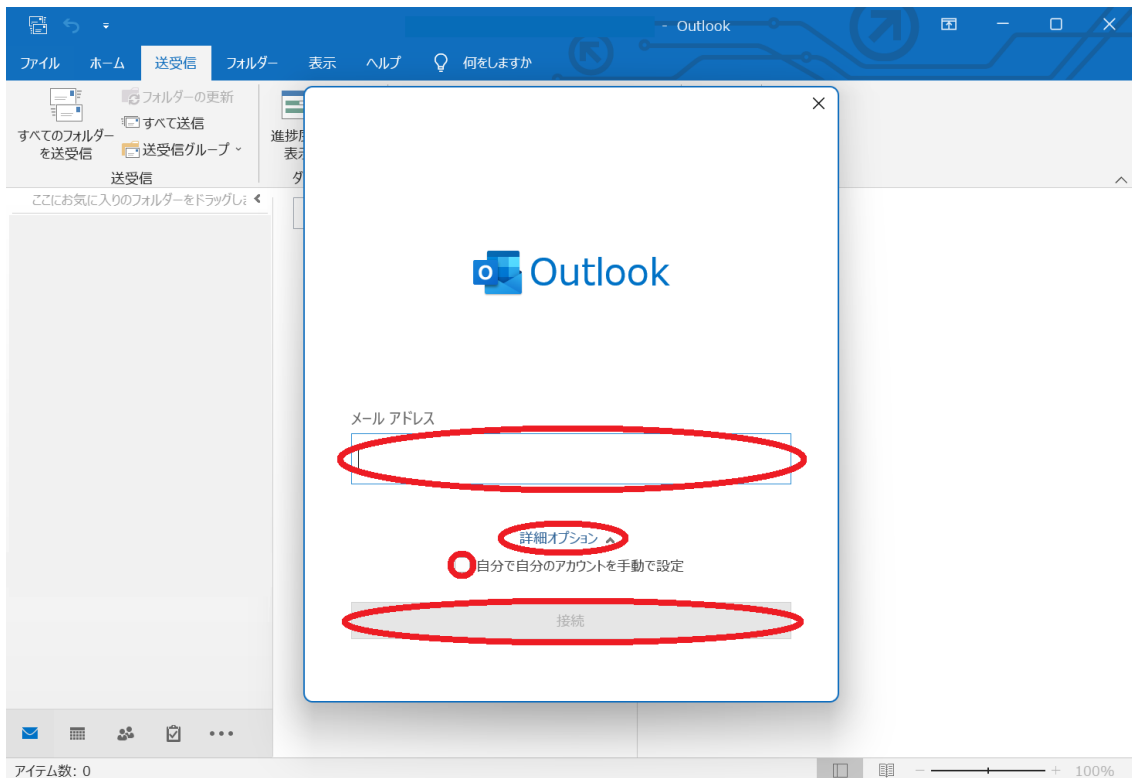 - Outlook
ファイル ホーム 送受信 フォルダー 表示 ヘルプ 何をしますか
すべてのフォルダー
を送受信
フォルダーの更新
すべて送信
送受信グループ
送受信
進捗
表示
ダ
ここにお気に入りのフォルダーをドラッグしま
Outlook
メール アドレス
詳細オプション
自分で自分のアカウントを手動で設定
接続
アイテム数: 0
100%